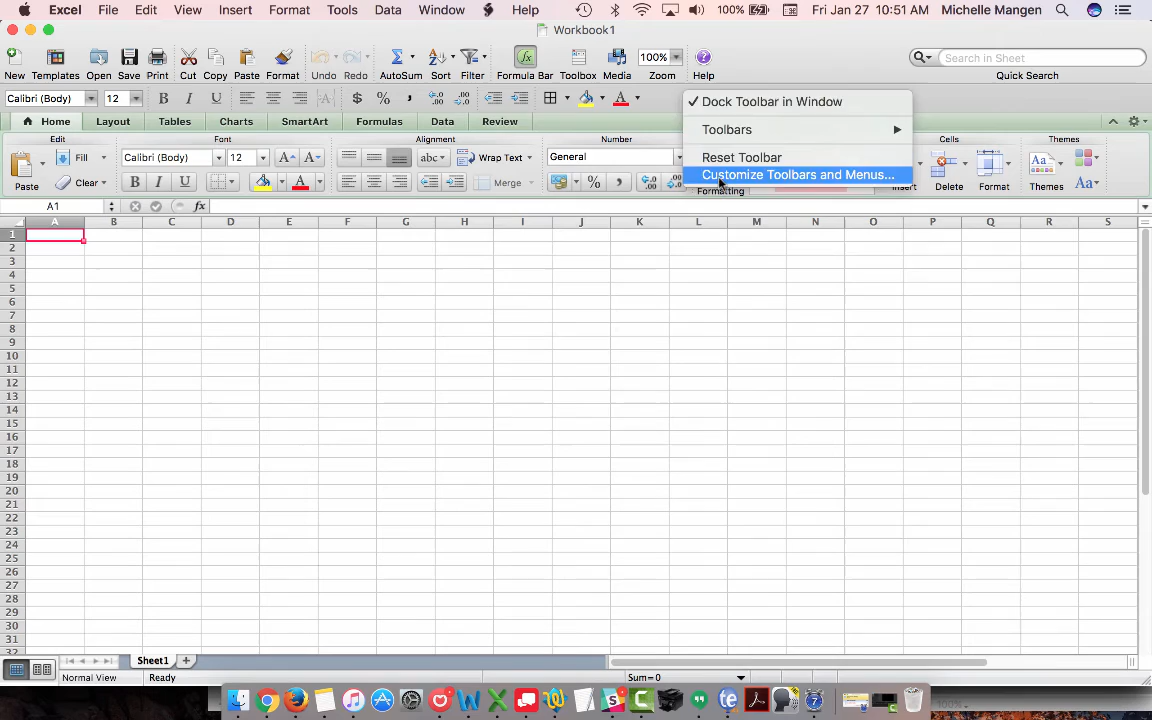 Excel File Edit View Insert Format Tools Data Window Help 100% Fri Jan 27 10:51 AM Michelle Mangen
Workbook1
100% Search in Sheet
New Templates Open Save Print Cut Copy Paste Format Undo Redo AutoSum Sort Filter Formula Bar Toolbox Media Zoom Help Quick Search
Calibri (Body) 12 B I U A $ % , A
✓ Dock Toolbar in Window
Toolbars
Reset Toolbar
Customize Toolbars and Menus...
Home Layout Tables Charts SmartArt Formulas Data Review
Edit Font Alignment Number Cells Themes
Fill Calibri (Body) 12 A A abc Wrap Text General Aa
Paste Clear B I U A Merge % , Formatting Insert Delete Format Themes Aa
A1 fx
A B C D E F G H I J K L M N O P Q R S
1
2
3
4
5
6
7
8
9
10
11
12
13
14
15
16
17
18
19
20
21
22
23
24
25
26
27
28
29
30
31
32
Sheet1
Normal View Ready Sum=0